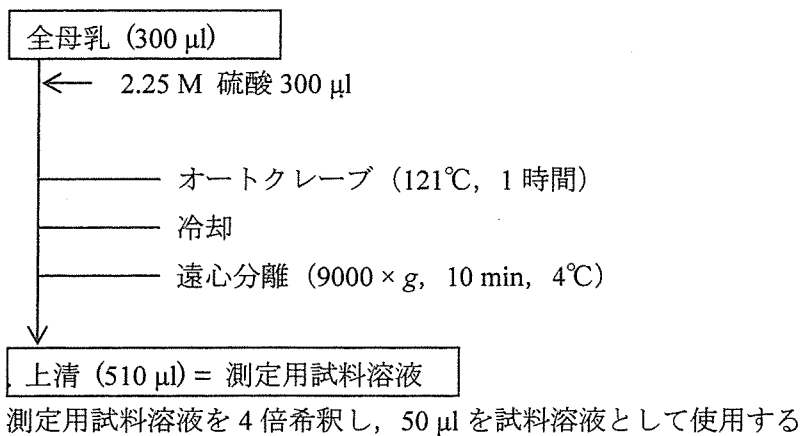 全母乳 (300 μl)
2.25 M 硫酸 300 μl
オートクレーブ（121℃，1 時間）
冷却
遠心分離（9000 × g，10 min，4℃）
上清 (510 μl) = 測定用試料溶液
測定用試料溶液を 4 倍希釈し，50 μl を試料溶液として使用する